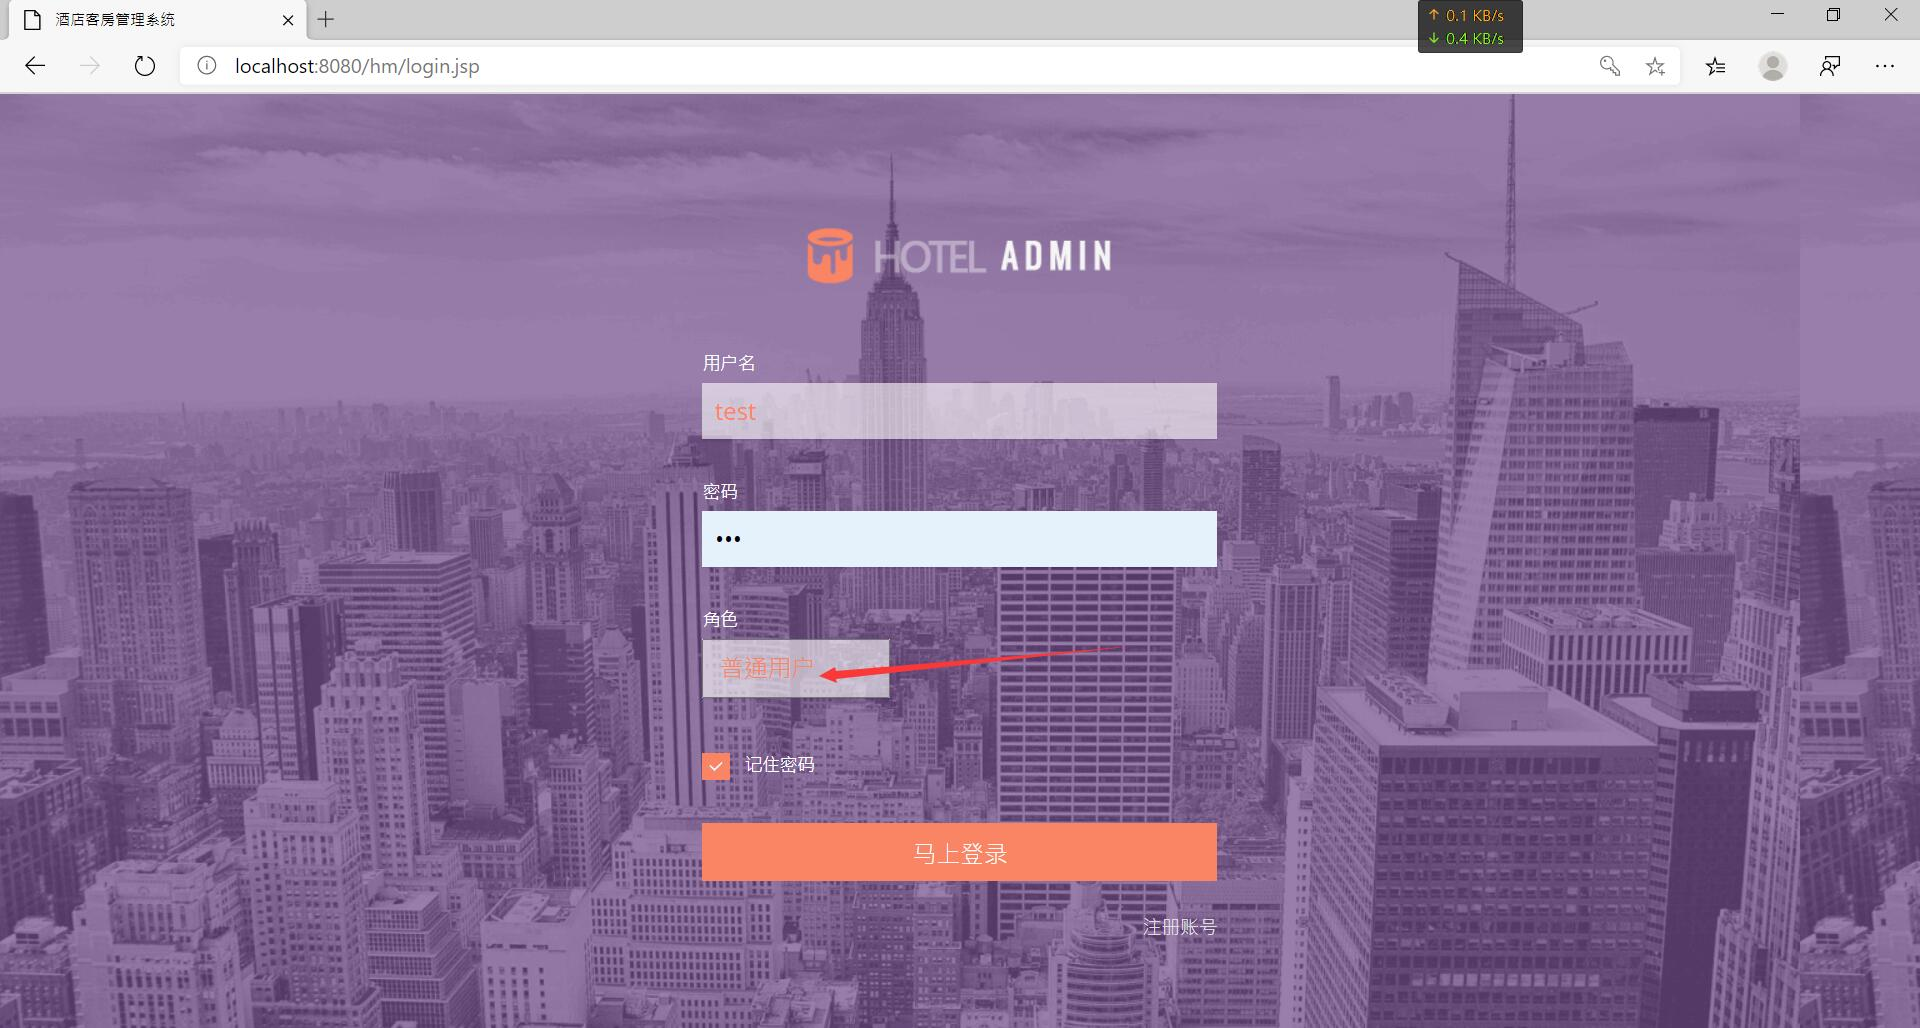 酒店客房管理系统
↑ 0.1 KB/s
↓ 0.4 KB/s
localhost:8080/hm/login.jsp
HOTEL ADMIN
用户名
test
密码
•••
角色
普通用户
记住密码
马上登录
注册账号